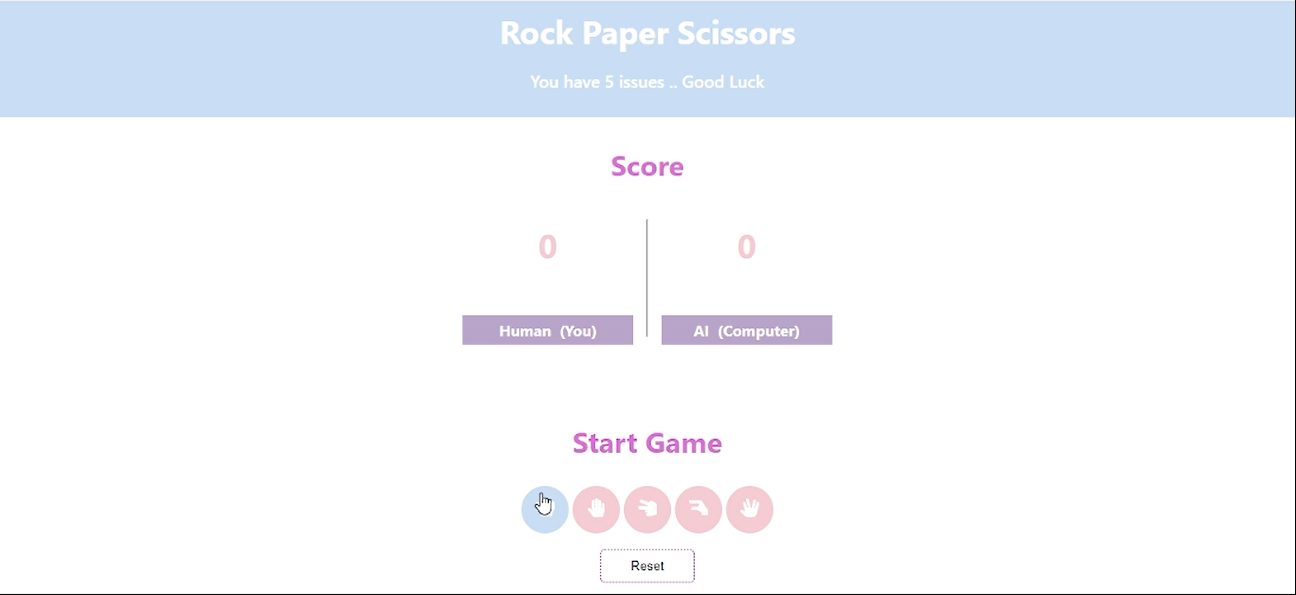 Rock Paper Scissors
You have 5 issues .. Good Luck
Score
0 0
Human (You) AI (Computer)
Start Game
Reset